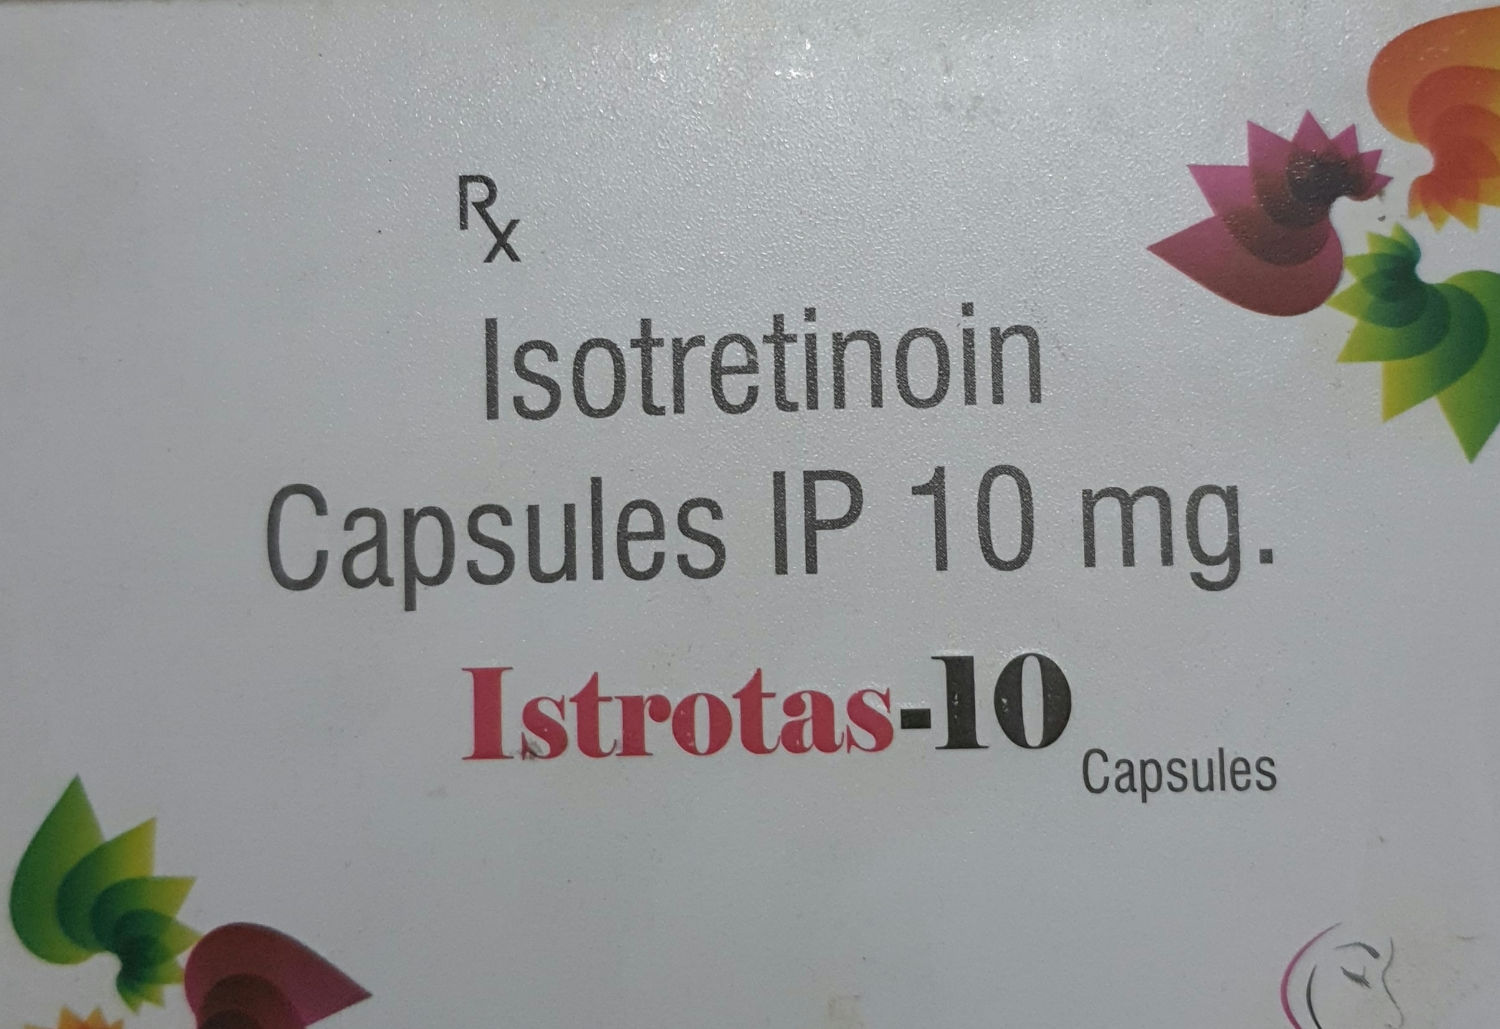 Rx
Isotretinoin
Capsules IP 10 mg.
Istrotas-10
Capsules